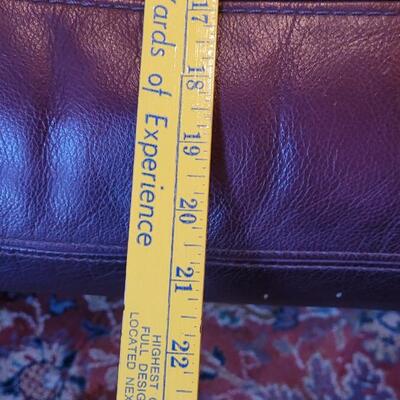 Yards of Experience
HIGHEST
FULL DESIG
LOCATED NEX
17
18
19
20
21
22